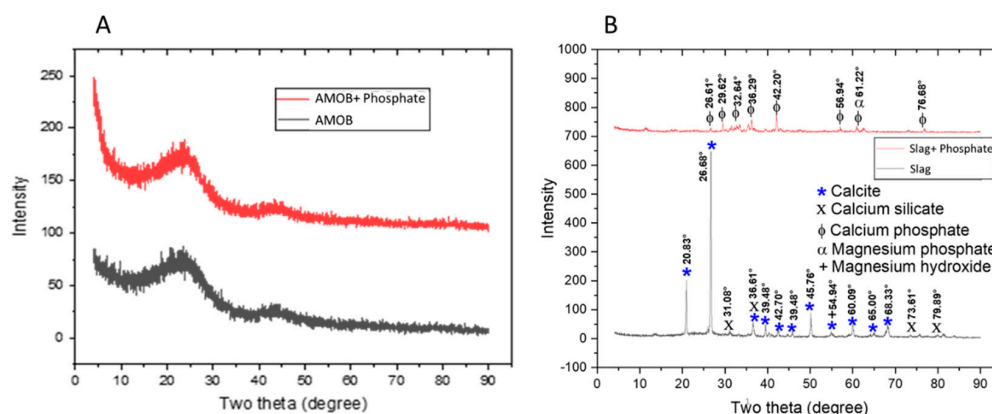 A
250
200
150
100
50
0
Intensity
AMOB+ Phosphate
AMOB
0 10 20 30 40 50 60 70 80 90
Two theta (degree)
B
1000
900
800
700
600
500
400
300
200
100
0
-100
Intensity
26.61°
29.62°
32.64°
36.29°
42.20°
56.94°
61.22°
76.68°
ϕ ϕ ϕ ϕ ϕ ϕ α ϕ
Slag+ Phosphate
Slag
* Calcite
x Calcium silicate
ϕ Calcium phosphate
α Magnesium phosphate
+ Magnesium hydroxide
20.83°
26.68°
31.08°
36.61°
39.48°
42.70°
39.48°
45.76°
+54.94°
60.09°
65.00°
68.33°
73.61°
79.89°
* * x x * * * * * * * * * x x
0 10 20 30 40 50 60 70 80 90
Two theta (degree)